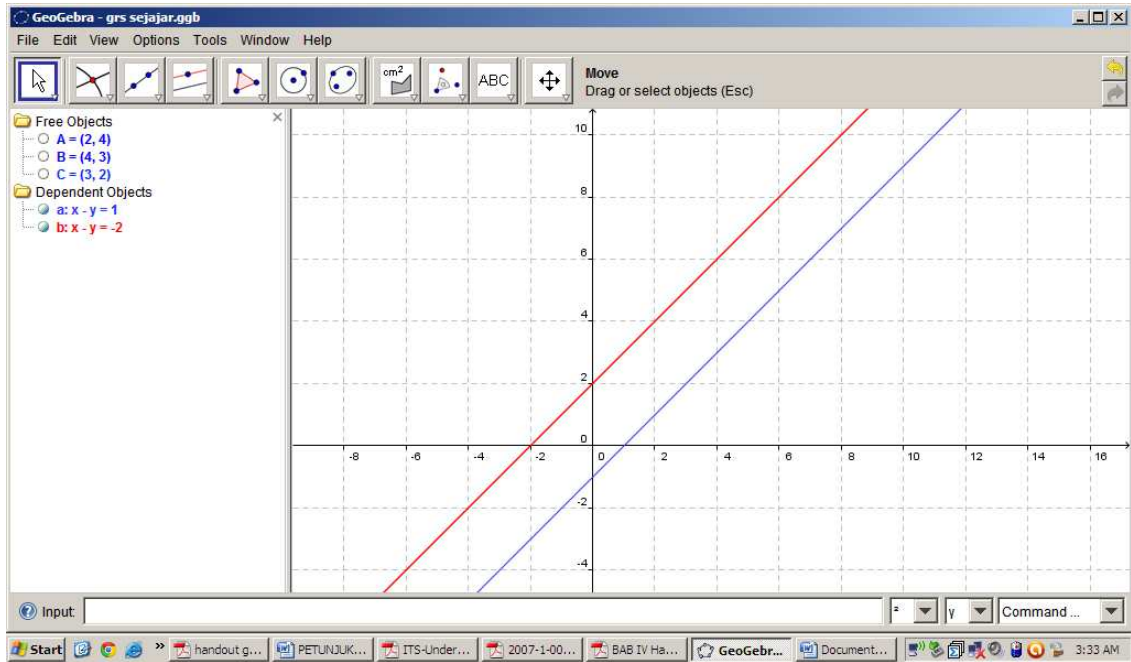 GeoGebra - grs sejajar.ggb
File Edit View Options Tools Window Help
cm²
ABC
Move
Drag or select objects (Esc)
Free Objects
A = (2, 4)
B = (4, 3)
C = (3, 2)
Dependent Objects
a: x - y = 1
b: x - y = -2
10
8
6
4
2
0
-2
-4
-8 -6 -4 -2 0 2 4 6 8 10 12 14 16
Input:
² γ Command ...
Start » handout g... PETUNJUK... ITS-Under... 2007-1-00... BAB IV Ha... GeoGebr... Document... 3:33 AM